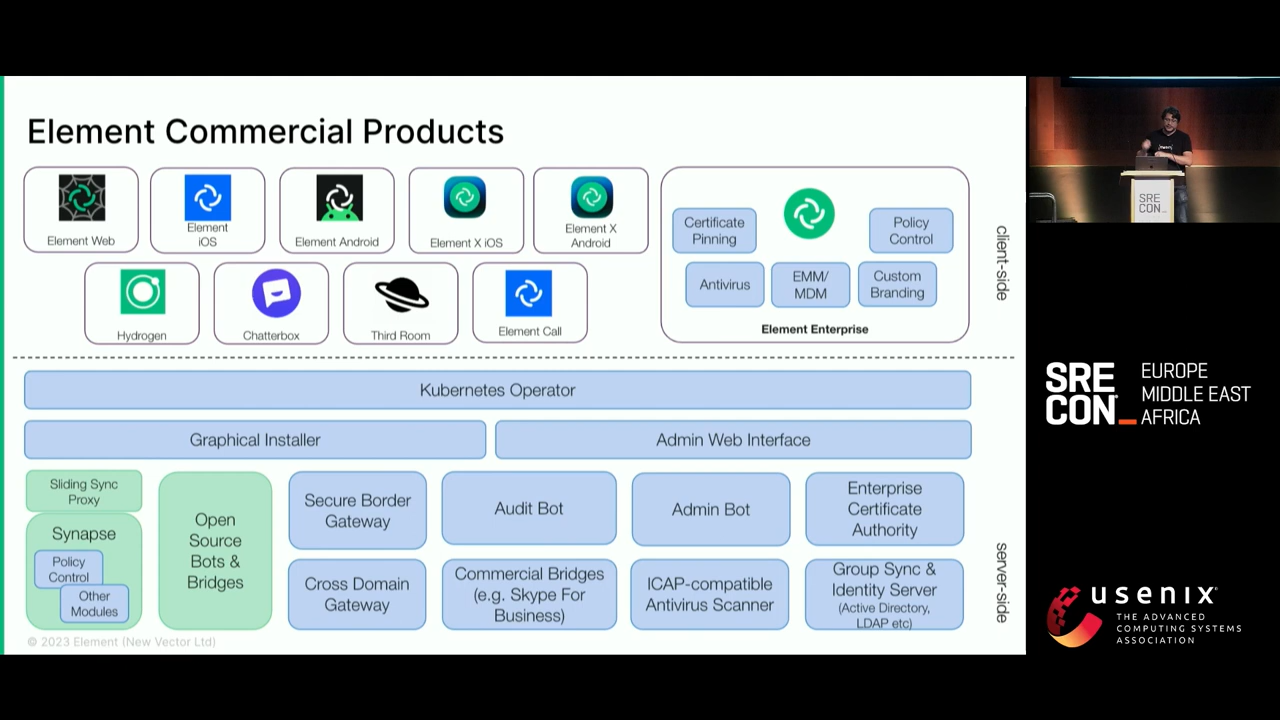 Element Commercial Products
Element Web
Element
iOS
Element Android
Element X iOS
Element X
Android
Hydrogen
Chatterbox
Third Room
Element Call
Certificate
Pinning
Policy
Control
Antivirus
EMM/
MDM
Custom
Branding
Element Enterprise
client-side
Kubernetes Operator
Graphical Installer
Admin Web Interface
Sliding Sync
Proxy
Synapse
Policy
Control
Other
Modules
Open
Source
Bots &
Bridges
Secure Border
Gateway
Audit Bot
Admin Bot
Enterprise
Certificate
Authority
Cross Domain
Gateway
Commercial Bridges
(e.g. Skype For
Business)
ICAP-compatible
Antivirus Scanner
Group Sync &
Identity Server
(Active Directory,
LDAP etc)
server-side
© 2023 Element (New Vector Ltd)
SRE
CON_
SRE
CON_
EUROPE
MIDDLE EAST
AFRICA
usenix
THE ADVANCED
COMPUTING SYSTEMS
ASSOCIATION